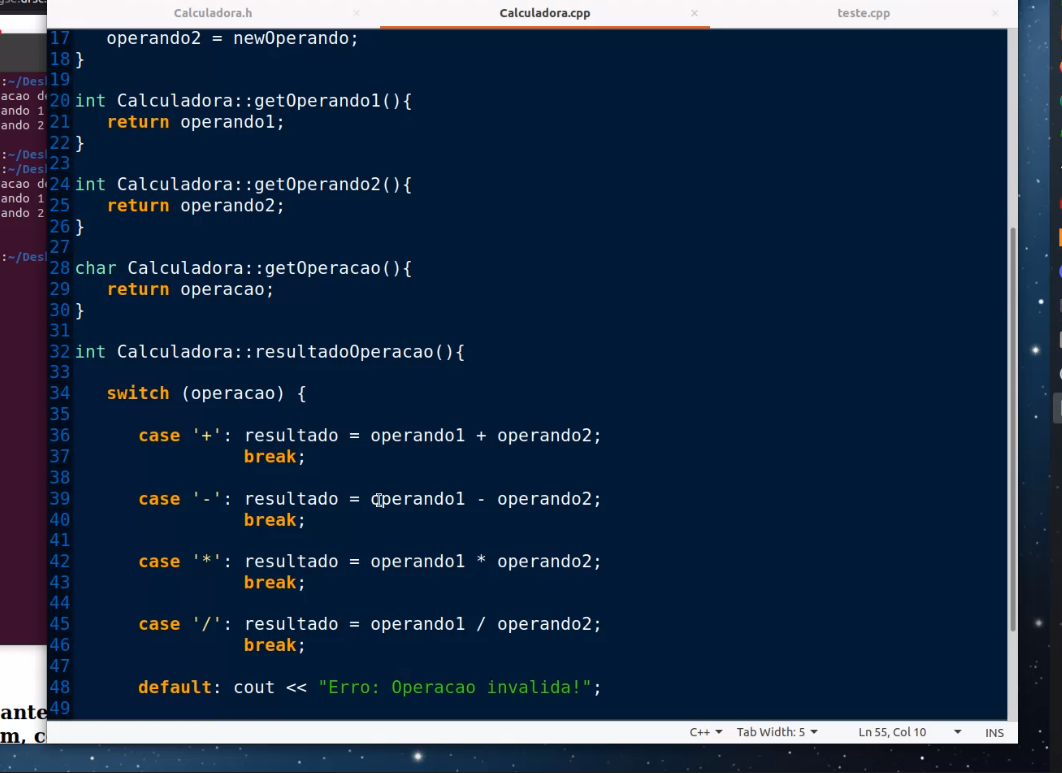 Calculadora.h × Calculadora.cpp × teste.cpp ×
17 operando2 = newOperando;
18 }
19
20 int Calculadora::getOperando1(){
21 return operando1;
22 }
23
24 int Calculadora::getOperando2(){
25 return operando2;
26 }
27
28 char Calculadora::getOperacao(){
29 return operacao;
30 }
31
32 int Calculadora::resultadoOperacao(){
33
34 switch (operacao) {
35
36 case '+': resultado = operando1 + operando2;
37 break;
38
39 case '-': resultado = operando1 - operando2;
40 break;
41
42 case '*': resultado = operando1 * operando2;
43 break;
44
45 case '/': resultado = operando1 / operando2;
46 break;
47
48 default: cout << "Erro: Operacao invalida!";
49
C++ Tab Width: 5 Ln 55, Col 10 INS
:~/Des
acao d
ando 1
ando 2
:~/Des
:~/Des
acao d
ando 1
ando 2
:~/Des
ante
m, c